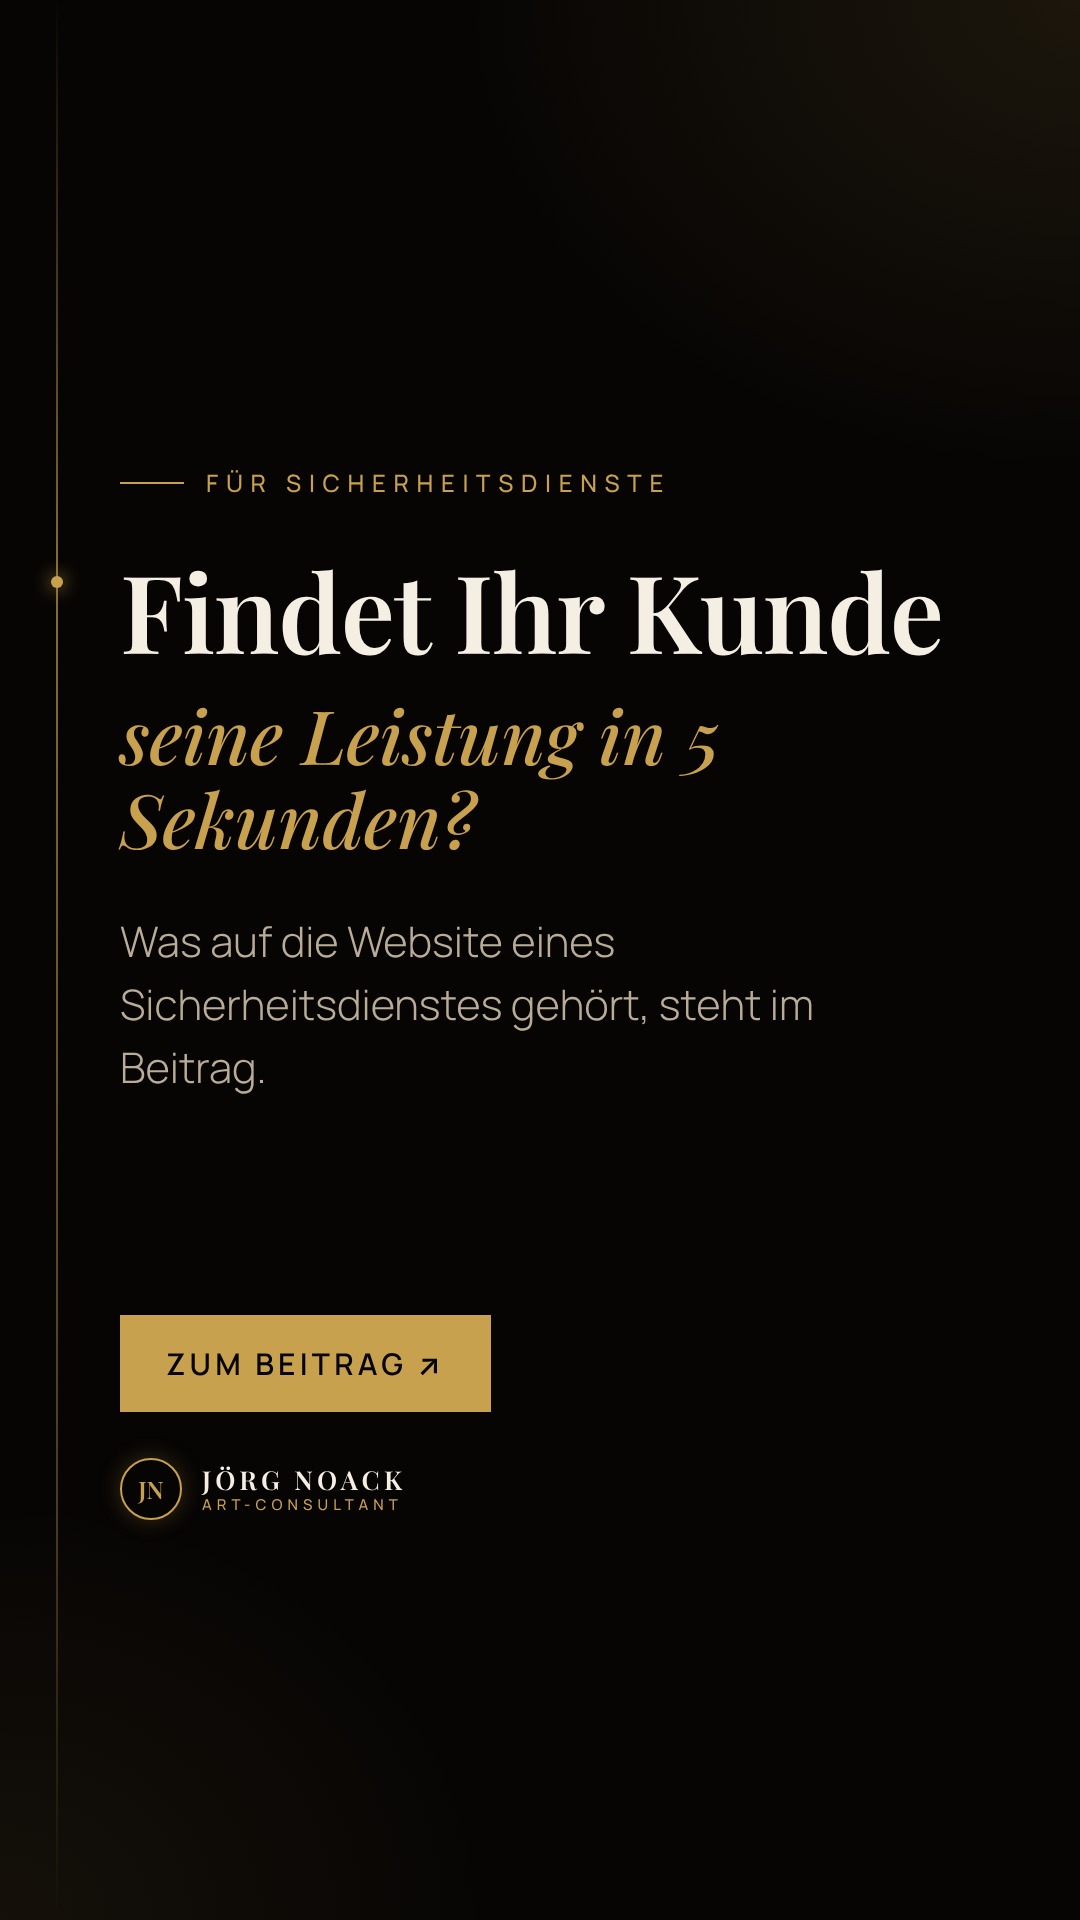 FÜR SICHERHEITSDIENSTE
Findet Ihr Kunde
seine Leistung in 5
Sekunden?
Was auf die Website eines
Sicherheitsdienstes gehört, steht im
Beitrag.
ZUM BEITRAG ↗
JN
JÖRG NOACK
ART-CONSULTANT